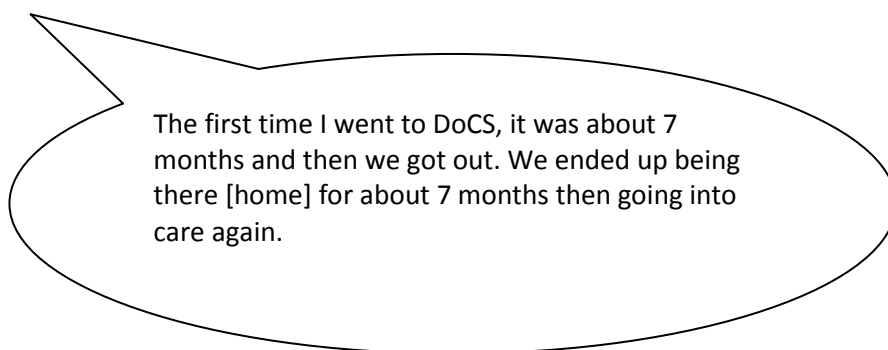 The first time I went to DoCS, it was about 7
months and then we got out. We ended up being
there [home] for about 7 months then going into
care again.